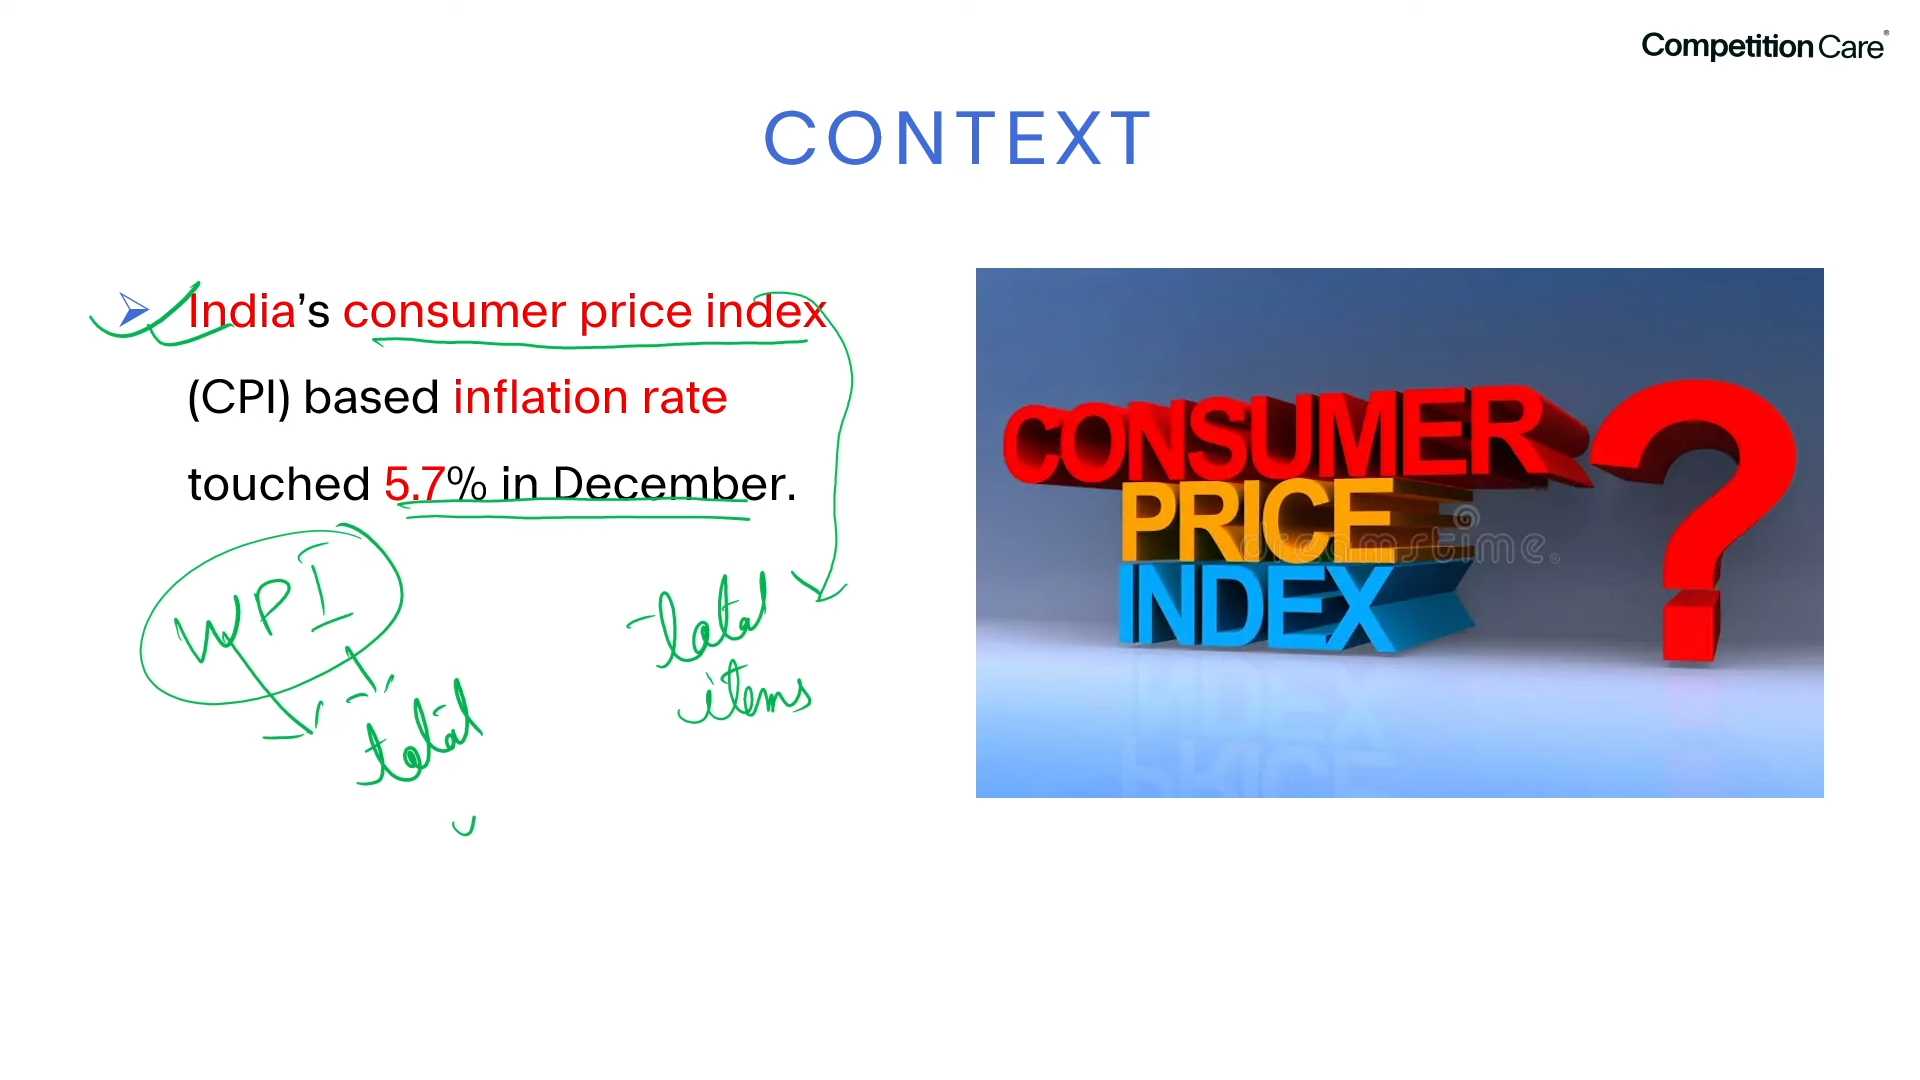 Competition Care
CONTEXT
India’s consumer price index
(CPI) based inflation rate
touched 5.7% in December.
WPI
total
total
items
CONSUMER
PRICE
INDEX
?
dreamstime.